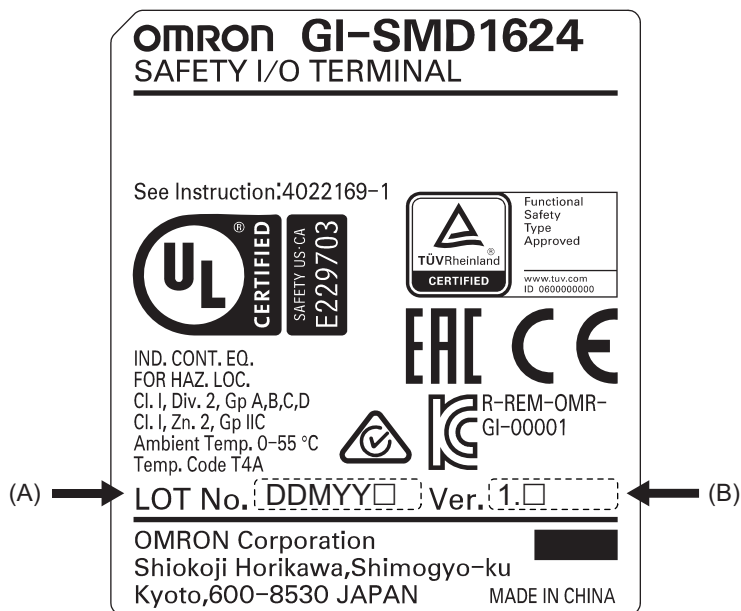 OMRON GI-SMD1624
SAFETY I/O TERMINAL
See Instruction:4022169-1
UL
®
CERTIFIED
SAFETY US·CA
E229703
TÜVRheinland®
CERTIFIED
Functional
Safety
Type
Approved
www.tuv.com
ID 0600000000
EAC CE
IND. CONT. EQ.
FOR HAZ. LOC.
Cl. I, Div. 2, Gp A,B,C,D
Cl. I, Zn. 2, Gp IIC
Ambient Temp. 0-55 °C
Temp. Code T4A
R-REM-OMR-
GI-00001
(A) LOT No. DDMYY□ Ver. 1.□ (B)
OMRON Corporation
Shiokoji Horikawa,Shimogyo-ku
Kyoto,600-8530 JAPAN MADE IN CHINA